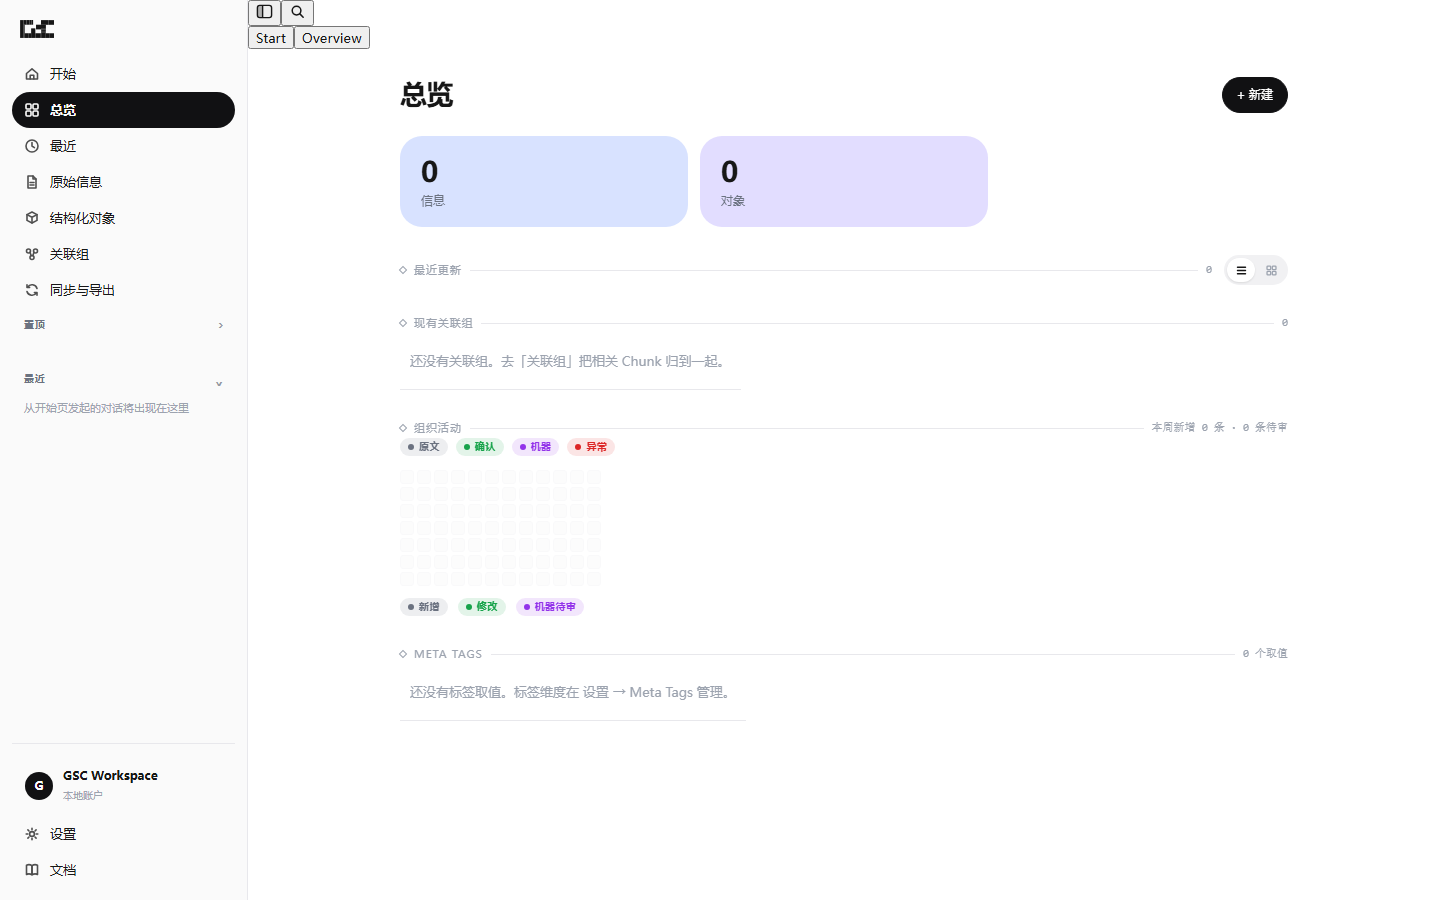 GSC
开始
总览
最近
原始信息
结构化对象
关联组
同步与导出
置顶
最近
从开始页发起的对话将出现在这里
G
GSC Workspace
本地账户
设置
文档
Start
Overview
总览
+ 新建
0
信息
0
对象
最近更新
0
现有关联组
0
还没有关联组。去「关联组」把相关 Chunk 归到一起。
组织活动
本周新增 0 条 · 0 条待审
原文
确认
机器
异常
新增
修改
机器待审
META TAGS
0 个取值
还没有标签取值。标签维度在 设置 → Meta Tags 管理。